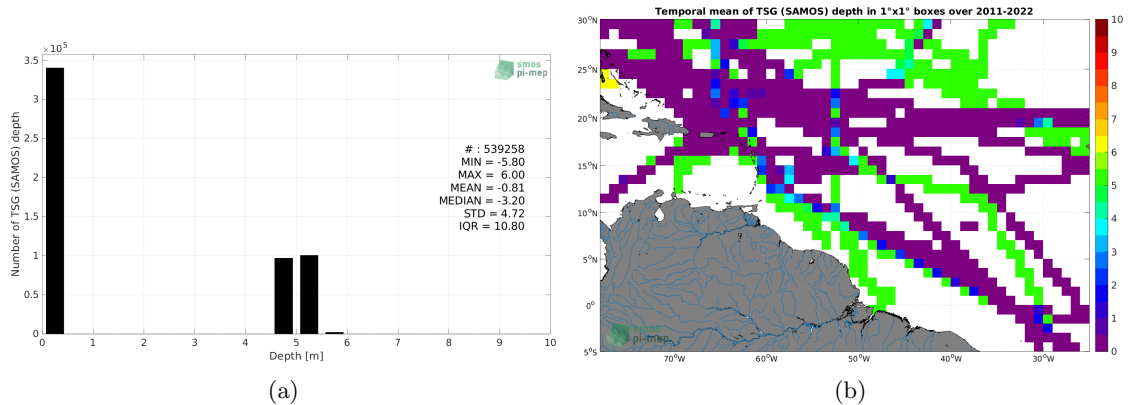 ×10⁵
3.5
3
2.5
2
1.5
1
0.5
0
Number of TSG (SAMOS) depth
smos
pi-mep
# : 539258
MIN = -5.80
MAX = 6.00
MEAN = -0.81
MEDIAN = -3.20
STD = 4.72
IQR = 10.80
0 1 2 3 4 5 6 7 8 9 10
Depth [m]
(a)
Temporal mean of TSG (SAMOS) depth in 1°x1° boxes over 2011-2022
30°N
25°N
20°N
15°N
10°N
5°N
0°
5°S
70°W 60°W 50°W 40°W 30°W
smos
pi-mep
10
9
8
7
6
5
4
3
2
1
0
(b)